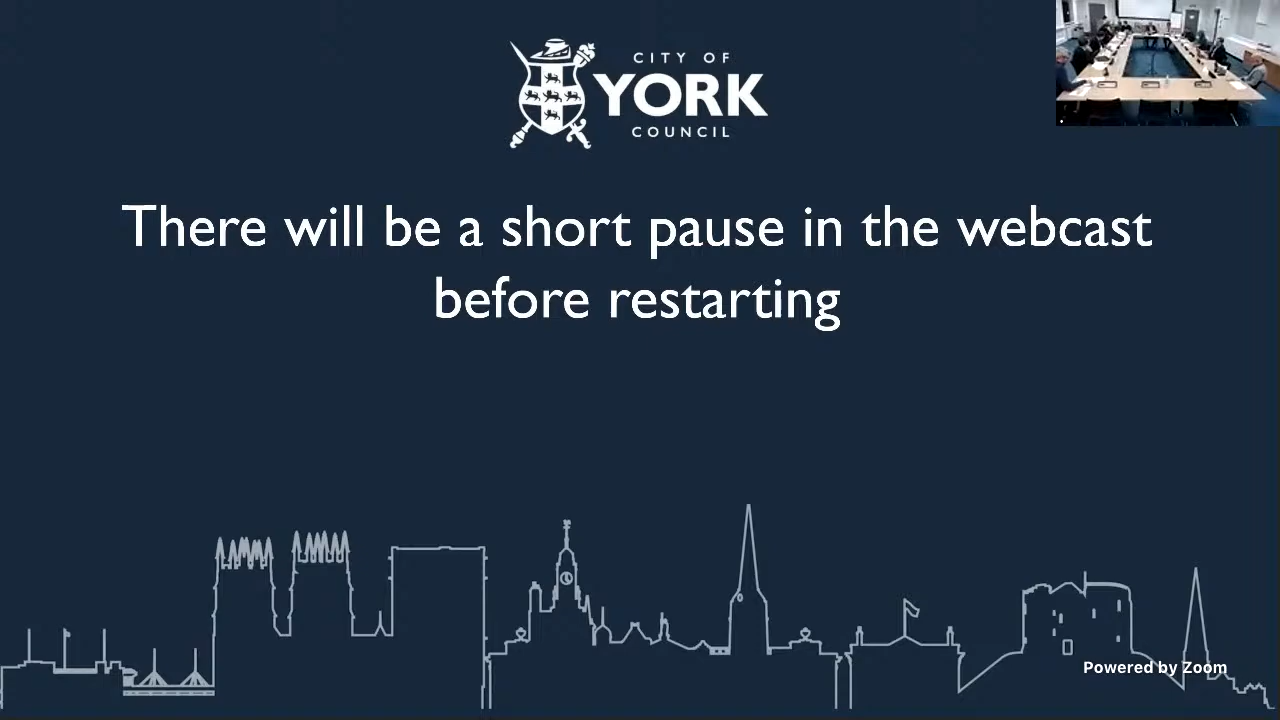 CITY OF
YORK
COUNCIL
There will be a short pause in the webcast
before restarting
Powered by Zoom